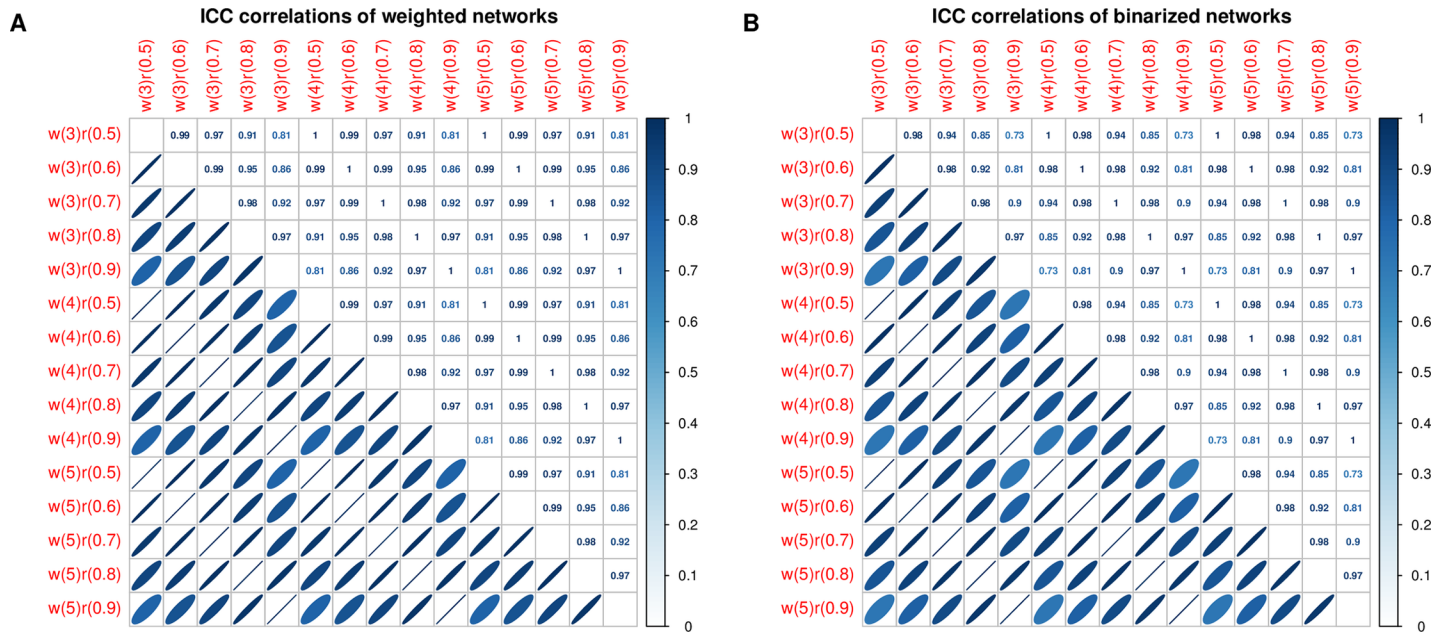 A
ICC correlations of weighted networks
w(3)r(0.5) w(3)r(0.6) w(3)r(0.7) w(3)r(0.8) w(3)r(0.9) w(4)r(0.5) w(4)r(0.6) w(4)r(0.7) w(4)r(0.8) w(4)r(0.9) w(5)r(0.5) w(5)r(0.6) w(5)r(0.7) w(5)r(0.8) w(5)r(0.9)
w(3)r(0.5) 0.99 0.97 0.91 0.81 1 0.99 0.97 0.91 0.81 1 0.99 0.97 0.91 0.81
w(3)r(0.6) 0.99 0.95 0.86 0.99 1 0.99 0.95 0.86 0.99 1 0.99 0.95 0.86
w(3)r(0.7) 0.98 0.92 0.97 0.99 1 0.98 0.92 0.97 0.99 1 0.98 0.92
w(3)r(0.8) 0.97 0.91 0.95 0.98 1 0.97 0.91 0.95 0.98 1 0.97
w(3)r(0.9) 0.81 0.86 0.92 0.97 1 0.81 0.86 0.92 0.97 1
w(4)r(0.5) 0.99 0.97 0.91 0.81 1 0.99 0.97 0.91 0.81
w(4)r(0.6) 0.99 0.95 0.86 0.99 1 0.99 0.95 0.86
w(4)r(0.7) 0.98 0.92 0.97 0.99 1 0.98 0.92
w(4)r(0.8) 0.97 0.91 0.95 0.98 1 0.97
w(4)r(0.9) 0.81 0.86 0.92 0.97 1
w(5)r(0.5) 0.99 0.97 0.91 0.81
w(5)r(0.6) 0.99 0.95 0.86
w(5)r(0.7) 0.98 0.92
w(5)r(0.8) 0.97
w(5)r(0.9)
1
0.9
0.8
0.7
0.6
0.5
0.4
0.3
0.2
0.1
0
B
ICC correlations of binarized networks
w(3)r(0.5) w(3)r(0.6) w(3)r(0.7) w(3)r(0.8) w(3)r(0.9) w(4)r(0.5) w(4)r(0.6) w(4)r(0.7) w(4)r(0.8) w(4)r(0.9) w(5)r(0.5) w(5)r(0.6) w(5)r(0.7) w(5)r(0.8) w(5)r(0.9)
w(3)r(0.5) 0.98 0.94 0.85 0.73 1 0.98 0.94 0.85 0.73 1 0.98 0.94 0.85 0.73
w(3)r(0.6) 0.98 0.92 0.81 0.98 1 0.98 0.92 0.81 0.98 1 0.98 0.92 0.81
w(3)r(0.7) 0.98 0.9 0.94 0.98 1 0.98 0.9 0.94 0.98 1 0.98 0.9
w(3)r(0.8) 0.97 0.85 0.92 0.98 1 0.97 0.85 0.92 0.98 1 0.97
w(3)r(0.9) 0.73 0.81 0.9 0.97 1 0.73 0.81 0.9 0.97 1
w(4)r(0.5) 0.98 0.94 0.85 0.73 1 0.98 0.94 0.85 0.73
w(4)r(0.6) 0.98 0.92 0.81 0.98 1 0.98 0.92 0.81
w(4)r(0.7) 0.98 0.9 0.94 0.98 1 0.98 0.9
w(4)r(0.8) 0.97 0.85 0.92 0.98 1 0.97
w(4)r(0.9) 0.73 0.81 0.9 0.97 1
w(5)r(0.5) 0.98 0.94 0.85 0.73
w(5)r(0.6) 0.98 0.92 0.81
w(5)r(0.7) 0.98 0.9
w(5)r(0.8) 0.97
w(5)r(0.9)
1
0.9
0.8
0.7
0.6
0.5
0.4
0.3
0.2
0.1
0